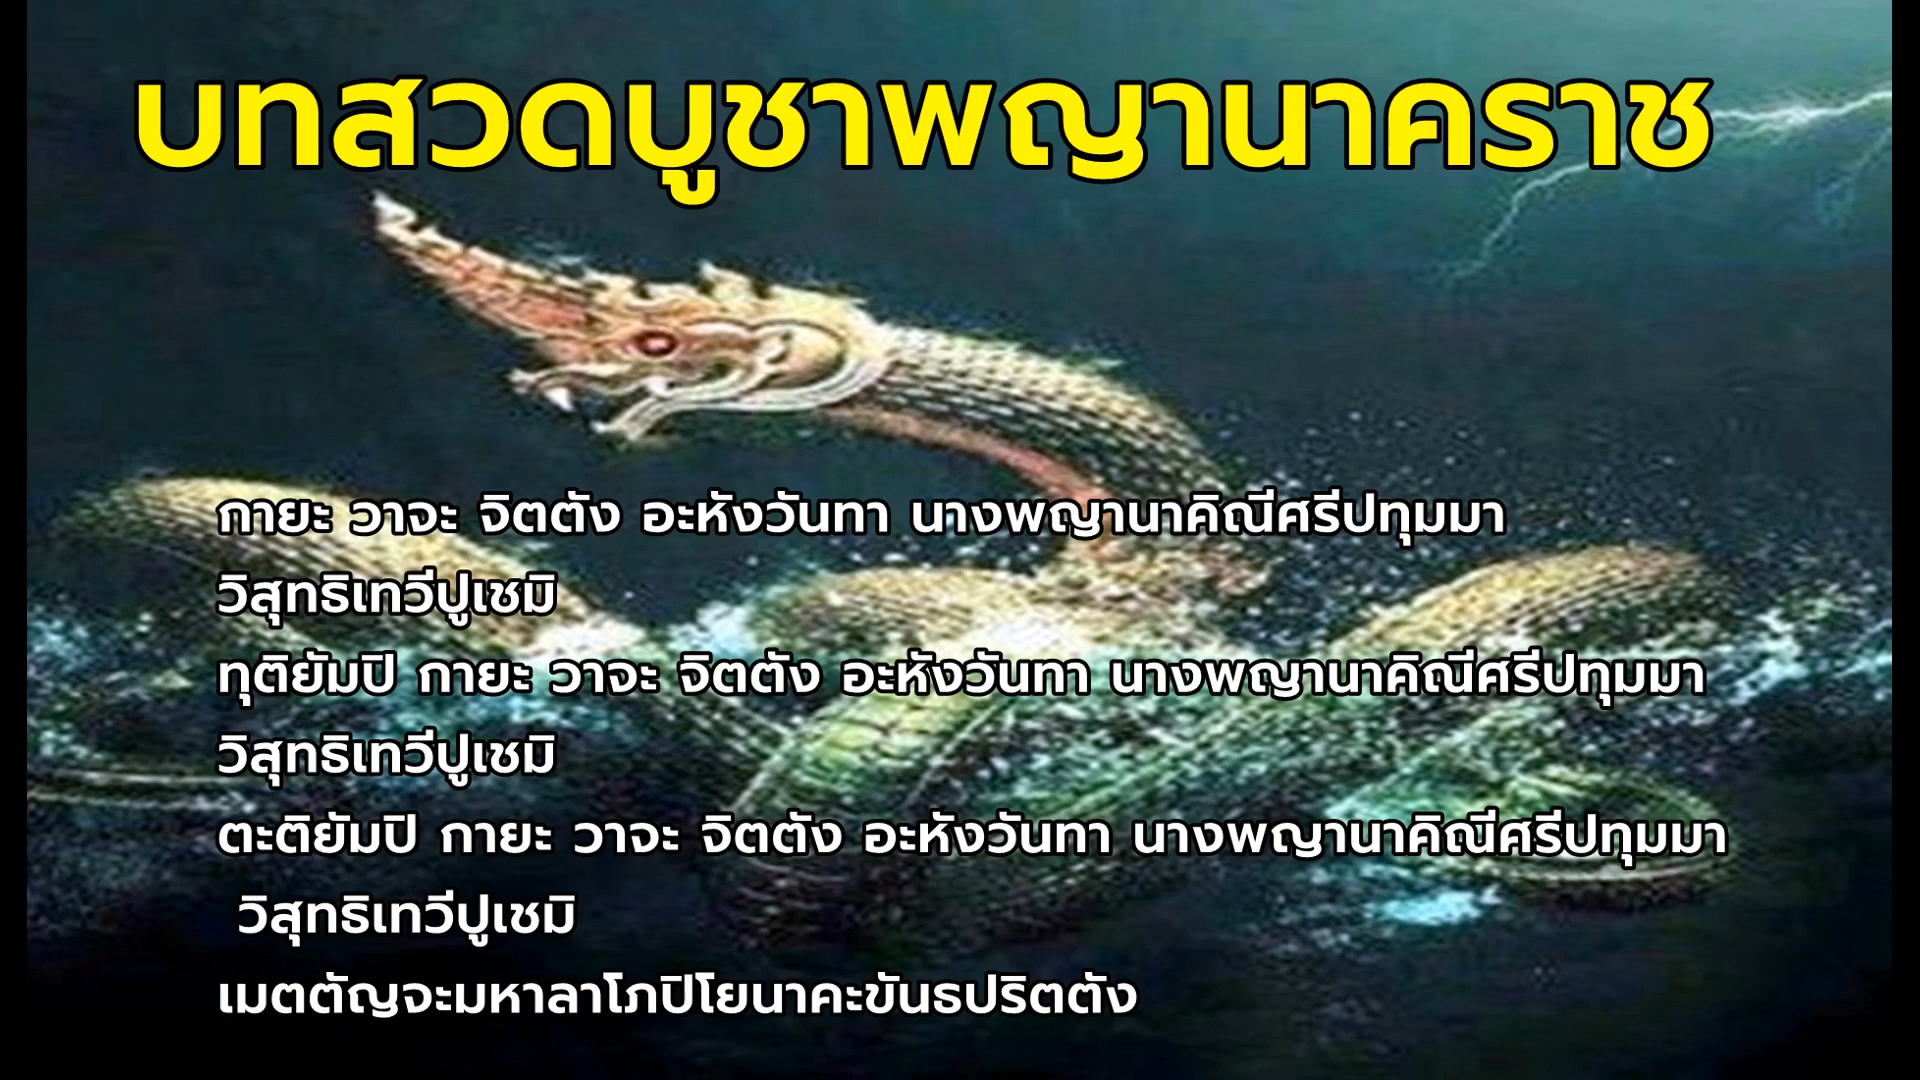 บทสวดบูชาพญานาคราช
กายะ วาจะ จิตตัง อะหังวันทา นางพญานาคิณีศรีปทุมมา
วิสุทธิเทวีปูเชมิ
ทุติยัมปิ กายะ วาจะ จิตตัง อะหังวันทา นางพญานาคิณีศรีปทุมมา
วิสุทธิเทวีปูเชมิ
ตะติยัมปิ กายะ วาจะ จิตตัง อะหังวันทา นางพญานาคิณีศรีปทุมมา
วิสุทธิเทวีปูเชมิ
เมตตัญจะมหาลาโภปิโยนาคะขันธปริตตัง